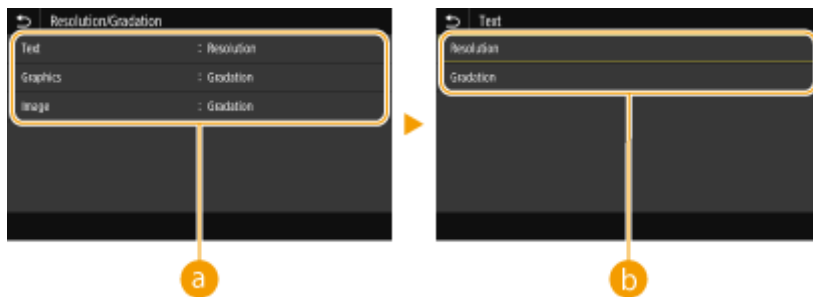 Resolution/Gradation
Text : Resolution
Graphics : Gradation
Image : Gradation
a
Text
Resolution
Gradation
b